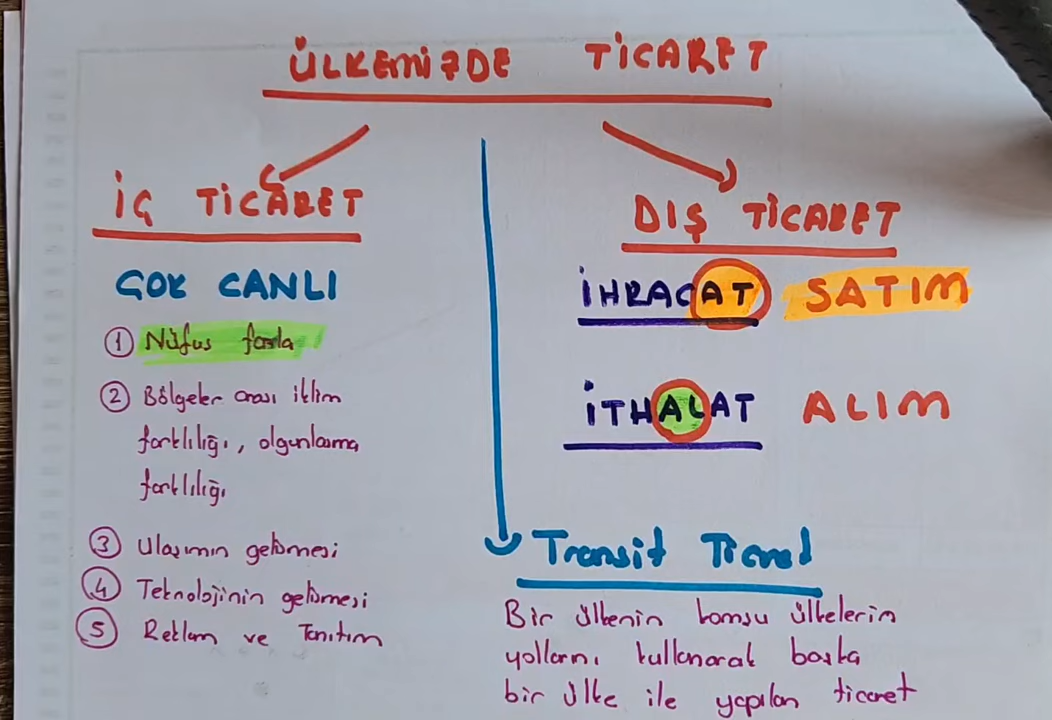 ÜLKEMİZDE TİCARET
İÇ TİCARET
ÇOK CANLI
① Nüfus fazla
② Bölgeler arası iklim
farklılığı, olgunlaşma
farklılığı
③ Ulaşımın gelişmesi
④ Teknolojinin gelişmesi
⑤ Reklam ve Tanıtım
DIŞ TİCARET
İHRACAT SATIM
İTHALAT ALIM
Transit Ticaret
Bir ülkenin komşu ülkelerin
yollarını kullanarak başka
bir ülke ile yapılan ticaret